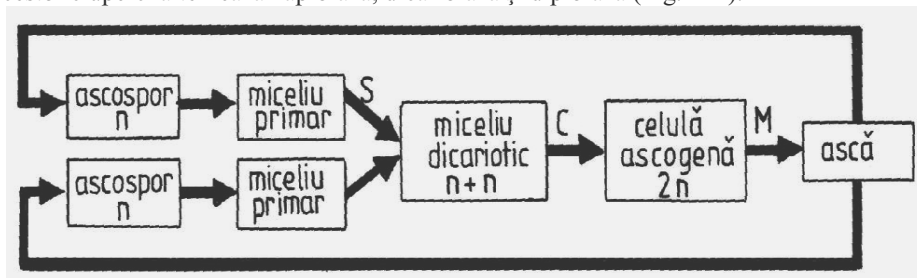 ascospor
n
miceliu
primar
S
miceliu
dicariotic
n+n
C
celulă
ascogenă
2n
M
ască
ascospor
n
miceliu
primar